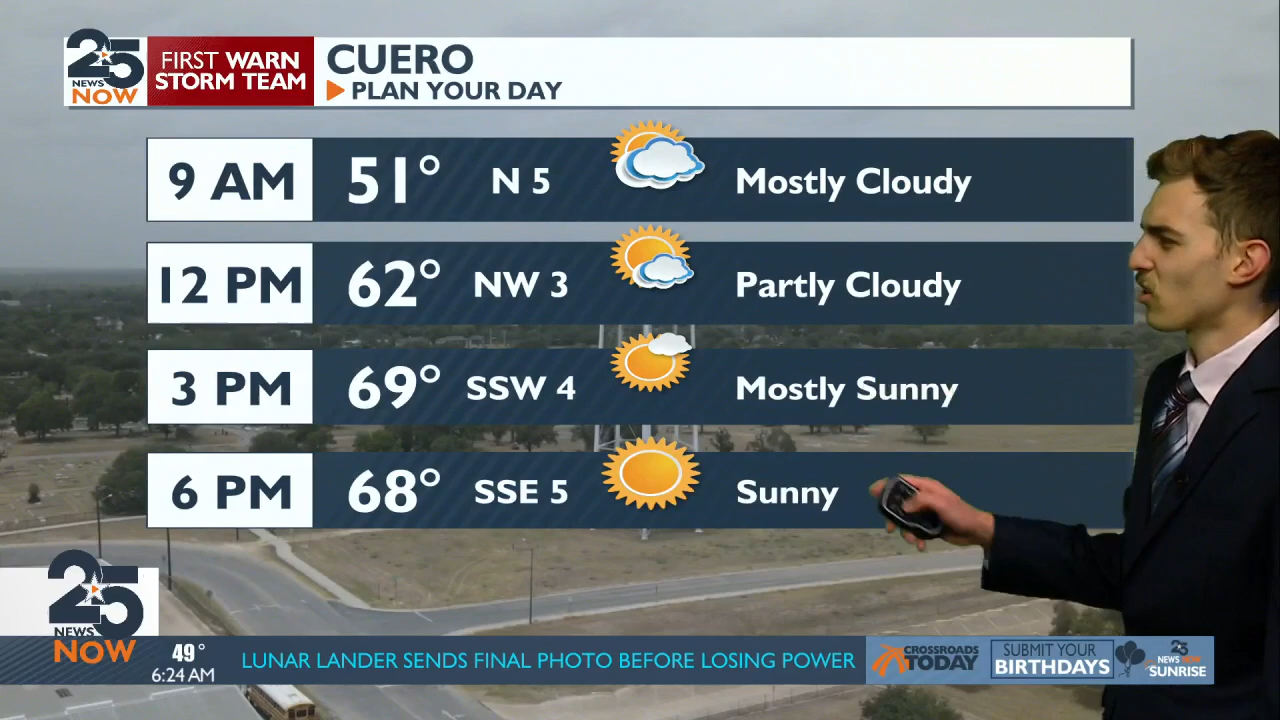 25
NEWS
NOW
FIRST WARN
STORM TEAM
CUERO
PLAN YOUR DAY
9 AM 51° N 5 Mostly Cloudy
12 PM 62° NW 3 Partly Cloudy
3 PM 69° SSW 4 Mostly Sunny
6 PM 68° SSE 5 Sunny
25
NEWS
NOW
49°
6:24 AM
LUNAR LANDER SENDS FINAL PHOTO BEFORE LOSING POWER
CROSSROADS
TODAY
SUBMIT YOUR
BIRTHDAYS
25
NEWS NOW
SUNRISE